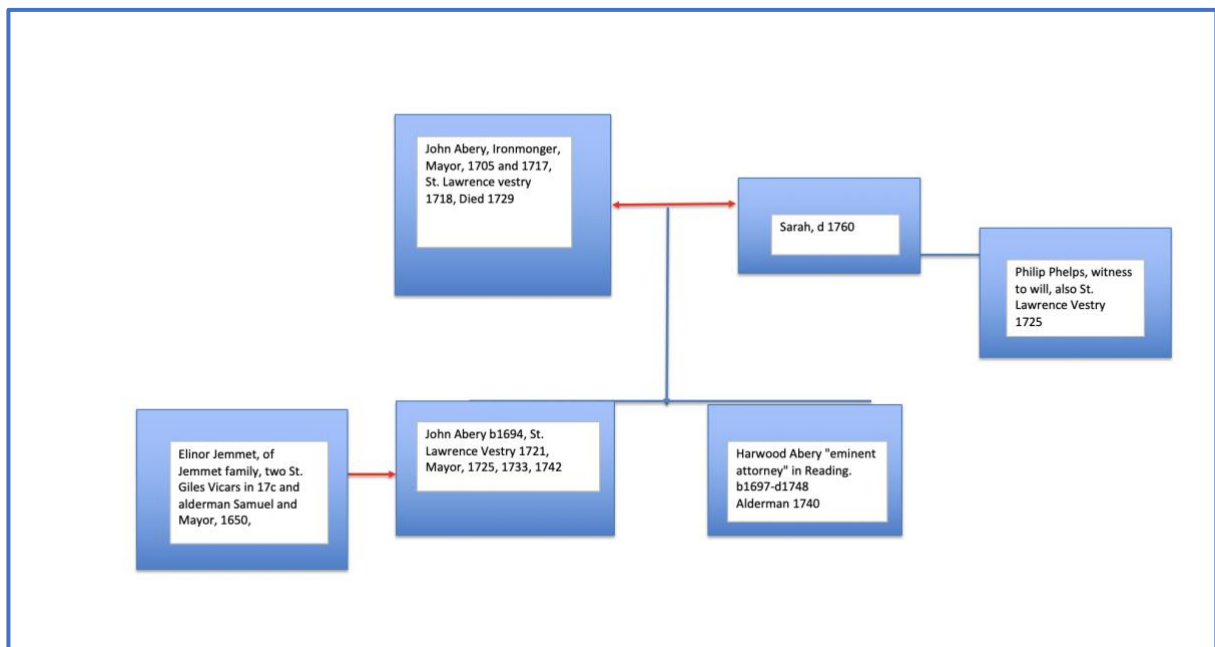 John Abery, Ironmonger,
Mayor, 1705 and 1717,
St. Lawrence vestry
1718, Died 1729
Sarah, d 1760
Philip Phelps, witness
to will, also St.
Lawrence Vestry
1725
Elinor Jemmet, of
Jemmet family, two St.
Giles Vicars in 17c and
alderman Samuel and
Mayor, 1650,
John Abery b1694, St.
Lawrence Vestry 1721,
Mayor, 1725, 1733, 1742
Harwood Abery "eminent
attorney" in Reading.
b1697-d1748
Alderman 1740